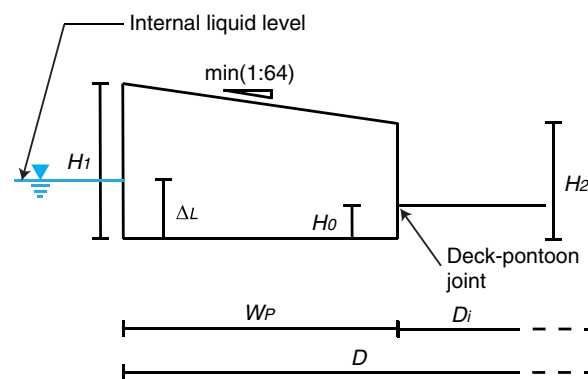 Internal liquid level
min(1:64)
H1
ΔL
H0
H2
Deck-pontoon
joint
WP
Di
D